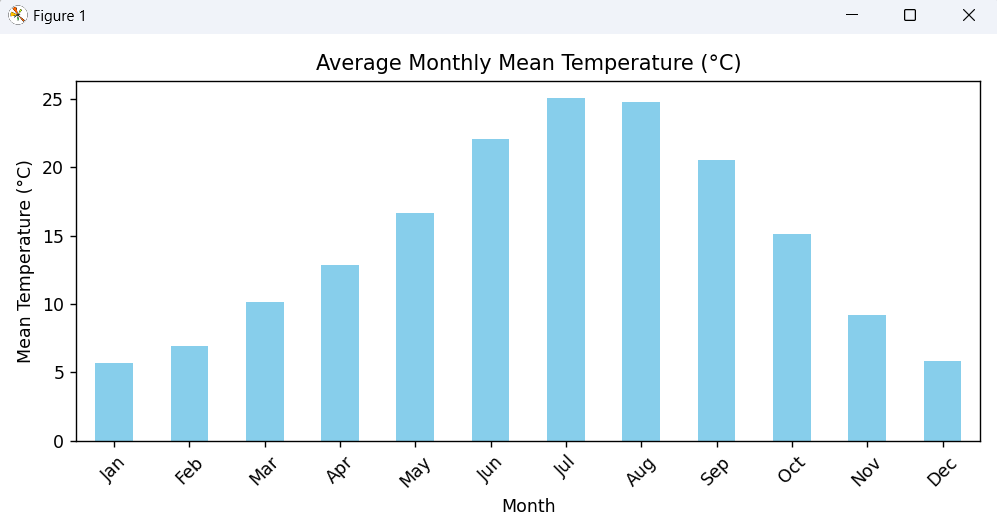 Figure 1
Average Monthly Mean Temperature (°C)
Mean Temperature (°C)
25
20
15
10
5
0
Jan
Feb
Mar
Apr
May
Jun
Jul
Aug
Sep
Oct
Nov
Dec
Month